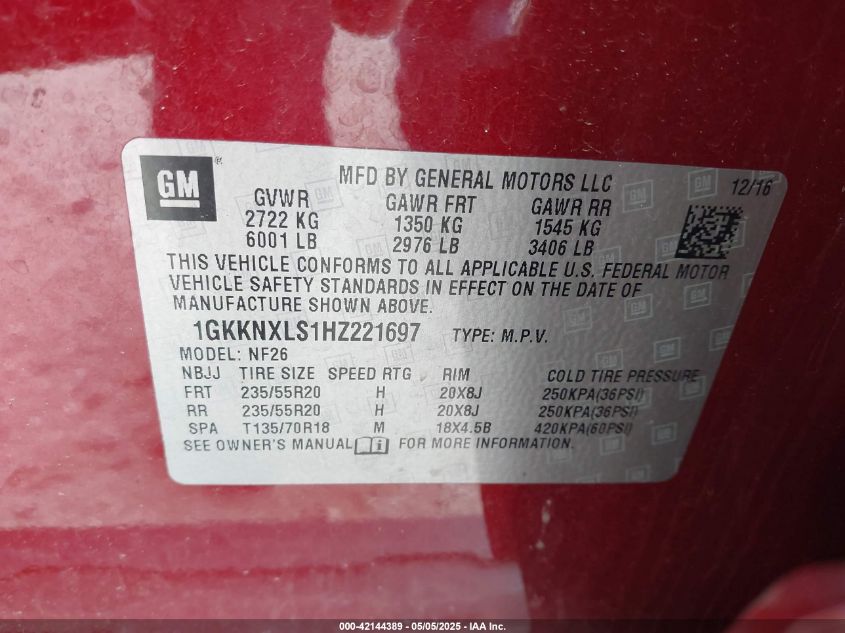 GM ®
MFD BY GENERAL MOTORS LLC 12/16
GVWR GAWR FRT GAWR RR
2722 KG 1350 KG 1545 KG
6001 LB 2976 LB 3406 LB
THIS VEHICLE CONFORMS TO ALL APPLICABLE U.S. FEDERAL MOTOR
VEHICLE SAFETY STANDARDS IN EFFECT ON THE DATE OF
MANUFACTURE SHOWN ABOVE.
1GKKNXLS1HZ221697 TYPE: M.P.V.
MODEL: NF26
NBJJ TIRE SIZE SPEED RTG RIM COLD TIRE PRESSURE
FRT 235/55R20 H 20X8J 250KPA(36PSI)
RR 235/55R20 H 20X8J 250KPA(36PSI)
SPA T135/70R18 M 18X4.5B 420KPA(60PSI)
SEE OWNER'S MANUAL FOR MORE INFORMATION.
000-42144389 - 05/05/2025 - IAA Inc.